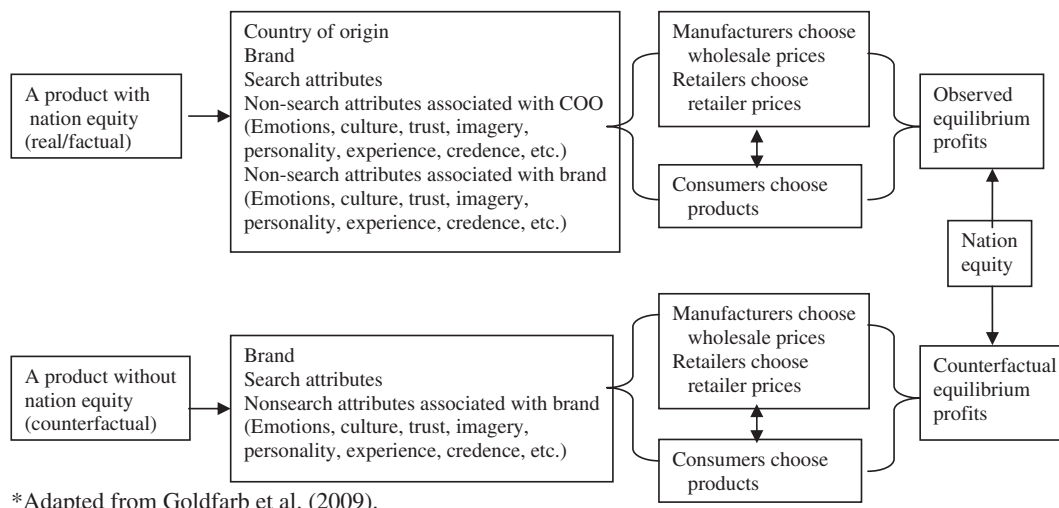 A product with
nation equity
(real/factual)
Country of origin
Brand
Search attributes
Non-search attributes associated with COO
(Emotions, culture, trust, imagery,
personality, experience, credence, etc.)
Non-search attributes associated with brand
(Emotions, culture, trust, imagery,
personality, experience, credence, etc.)
Manufacturers choose
wholesale prices
Retailers choose
retailer prices
Consumers choose
products
Observed
equilibrium
profits
Nation
equity
A product without
nation equity
(counterfactual)
Brand
Search attributes
Nonsearch attributes associated with brand
(Emotions, culture, trust, imagery,
personality, experience, credence, etc.)
Manufacturers choose
wholesale prices
Retailers choose
retailer prices
Consumers choose
products
Counterfactual
equilibrium
profits
*Adapted from Goldfarb et al. (2009).